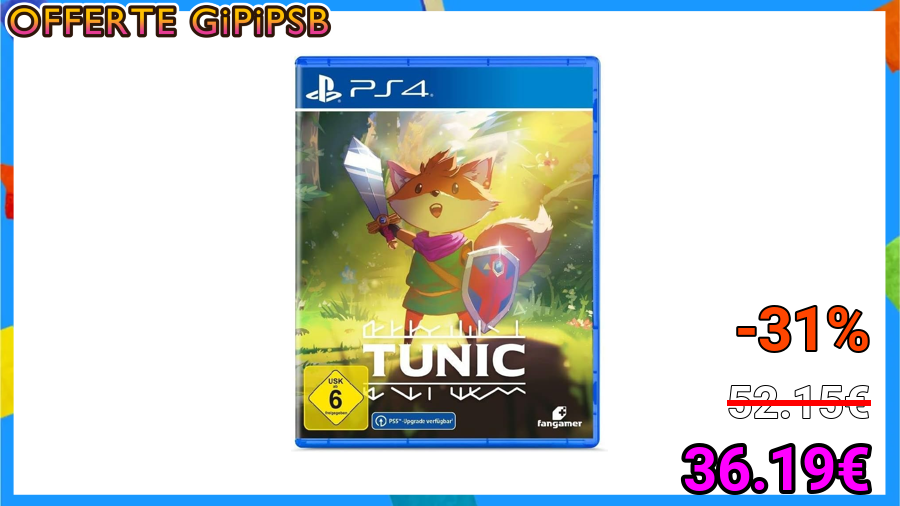 OFFERTE GiPiPSB
PS4
TUNIC
USK
ab
6
freigegeben
PS5-Upgrade verfügbar
fangamer
-31%
52.15€
36.19€